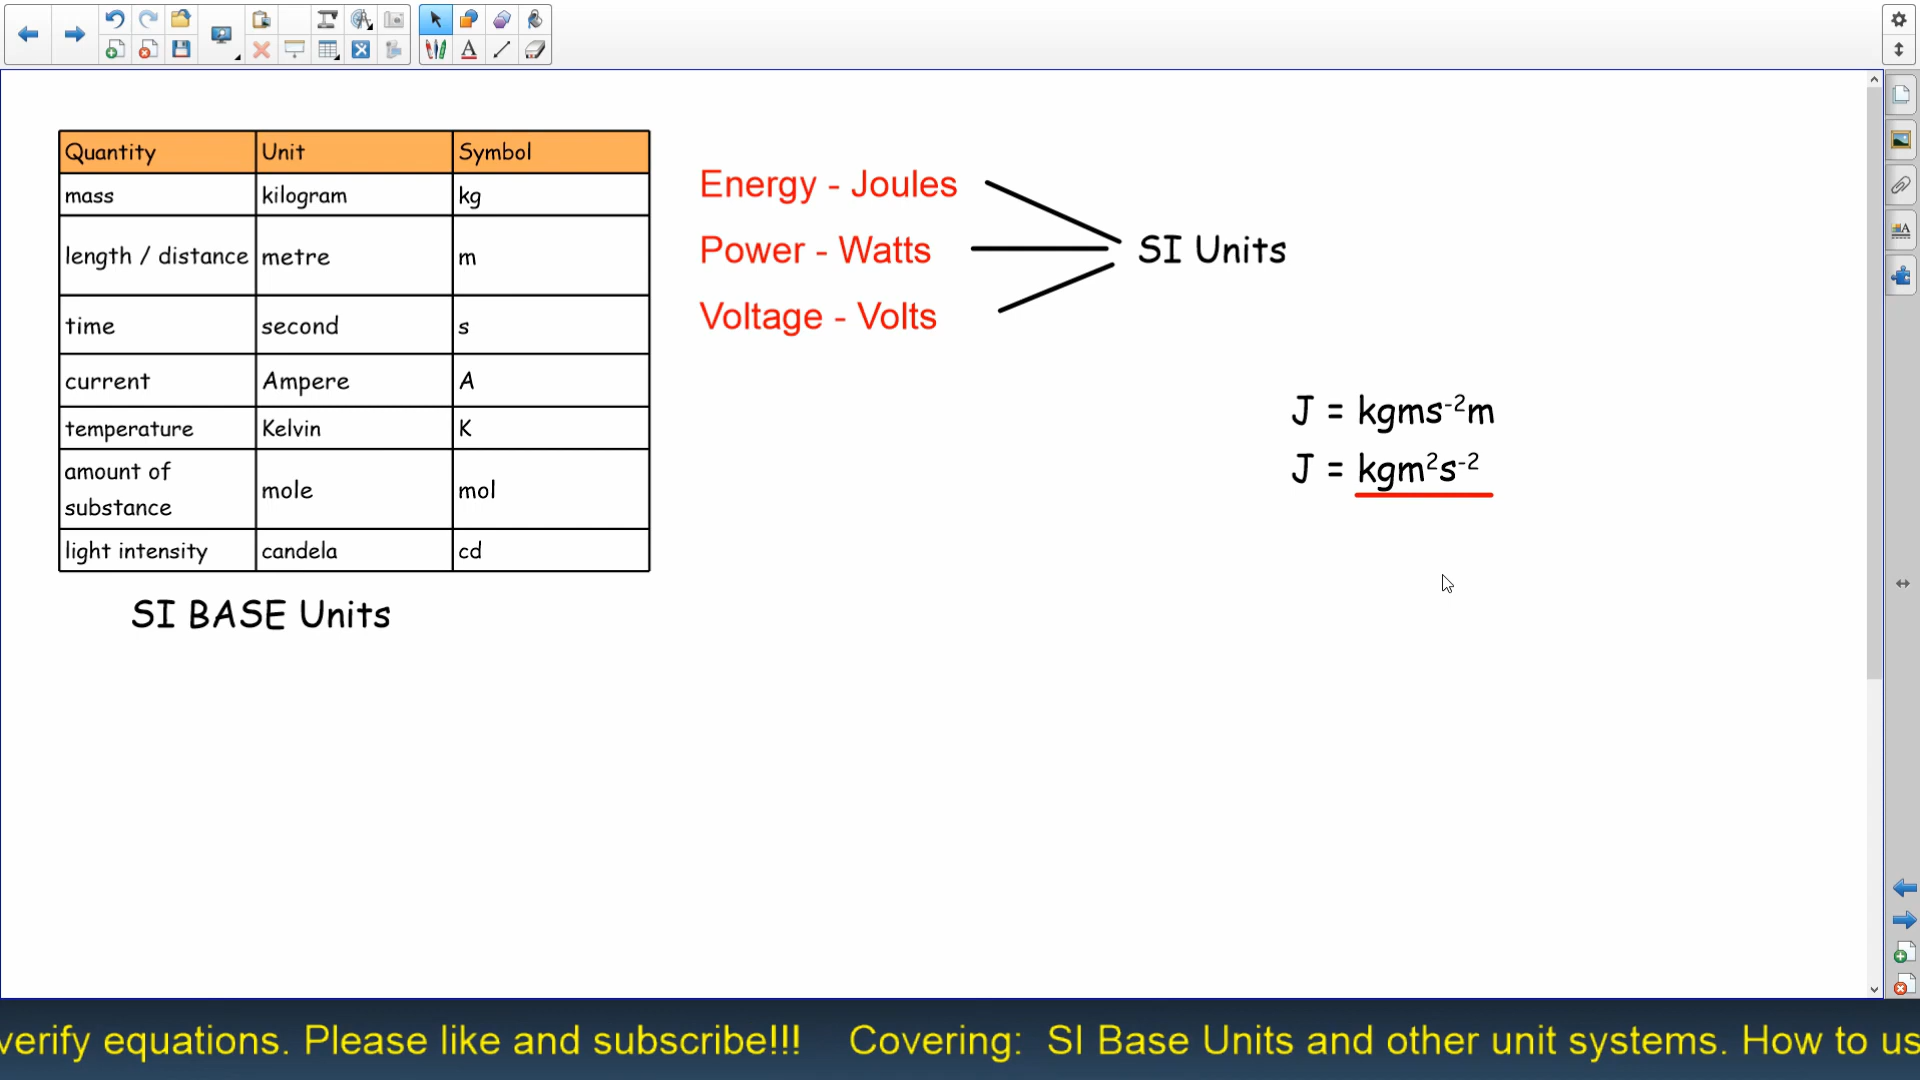 Quantity Unit Symbol
mass kilogram kg
length / distance metre m
time second s
current Ampere A
temperature Kelvin K
amount of
substance mole mol
light intensity candela cd
SI BASE Units
Energy - Joules
Power - Watts
Voltage - Volts
SI Units
J = kgms⁻²m
J = kgm²s⁻²
verify equations. Please like and subscribe!!! Covering: SI Base Units and other unit systems. How to us